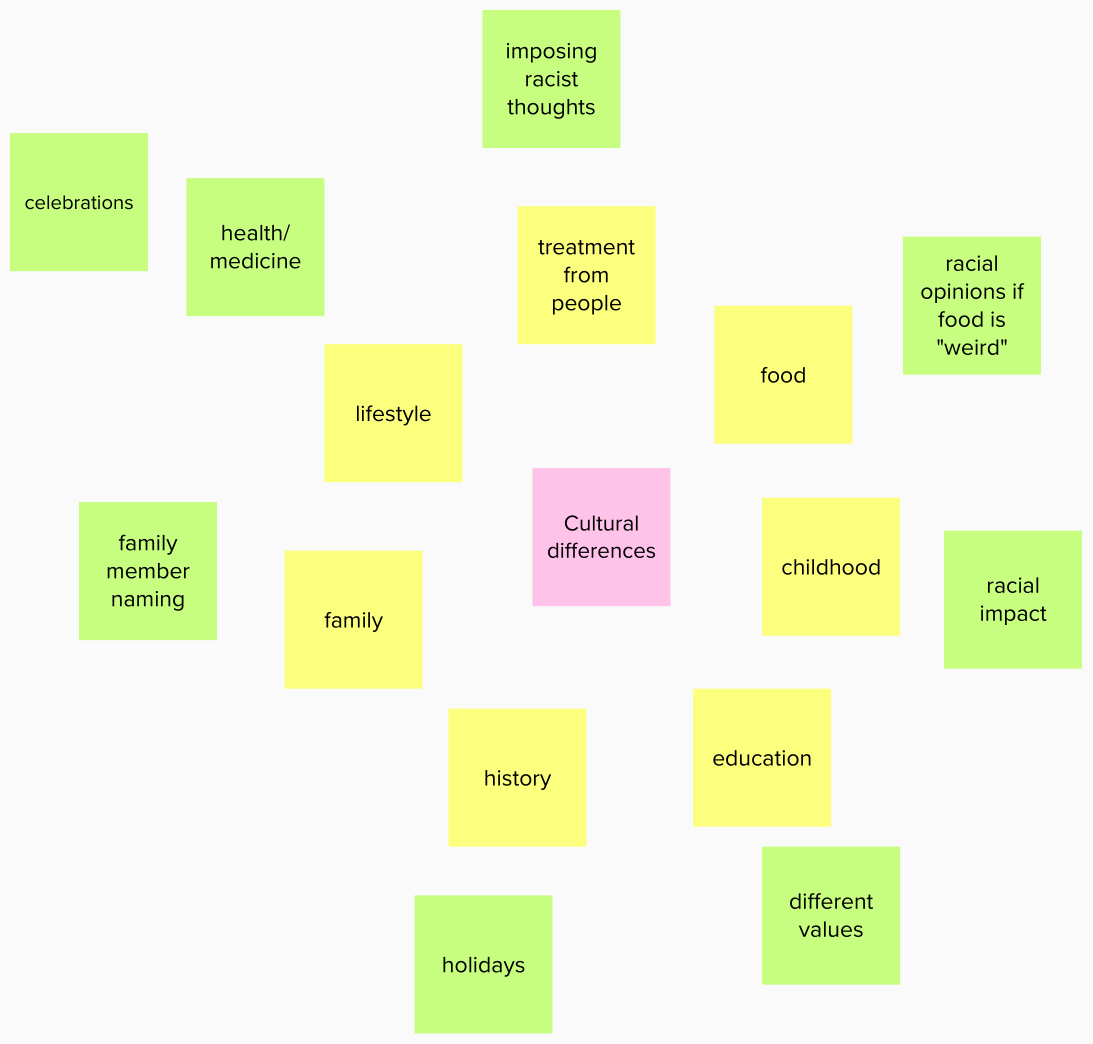 imposing
racist
thoughts
celebrations
health/
medicine
treatment
from
people
racial
opinions if
food is
"weird"
food
lifestyle
Cultural
differences
family
member
naming
childhood
racial
impact
family
history
education
different
values
holidays